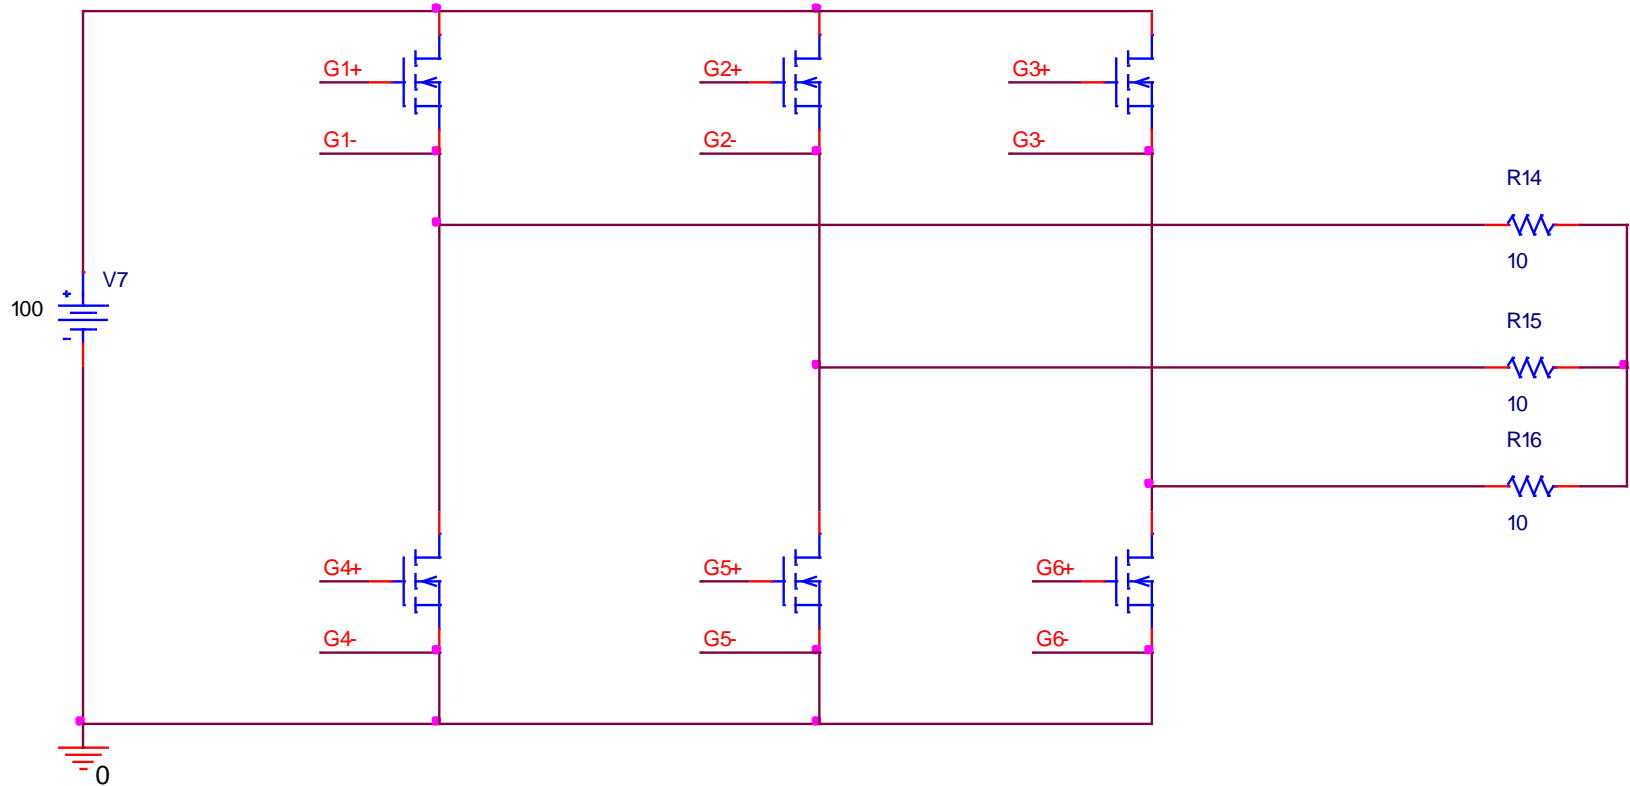 G1+
G2+
G3+
G1-
G2-
G3-
R14
10
V7
+
100
-
R15
10
R16
10
G4+
G5+
G6+
G4-
G5-
G6-
0